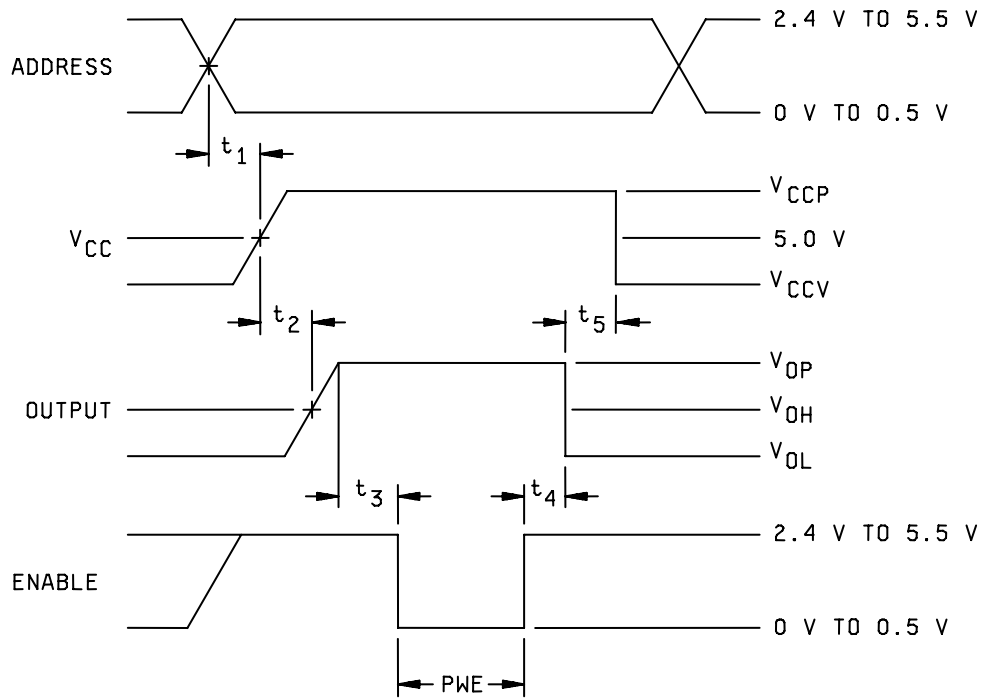 2.4 V TO 5.5 V
ADDRESS
0 V TO 0.5 V
t1
VCCP
VCC
5.0 V
VCCV
t2
t5
VOP
OUTPUT
VOH
VOL
t3
t4
2.4 V TO 5.5 V
ENABLE
0 V TO 0.5 V
PWE